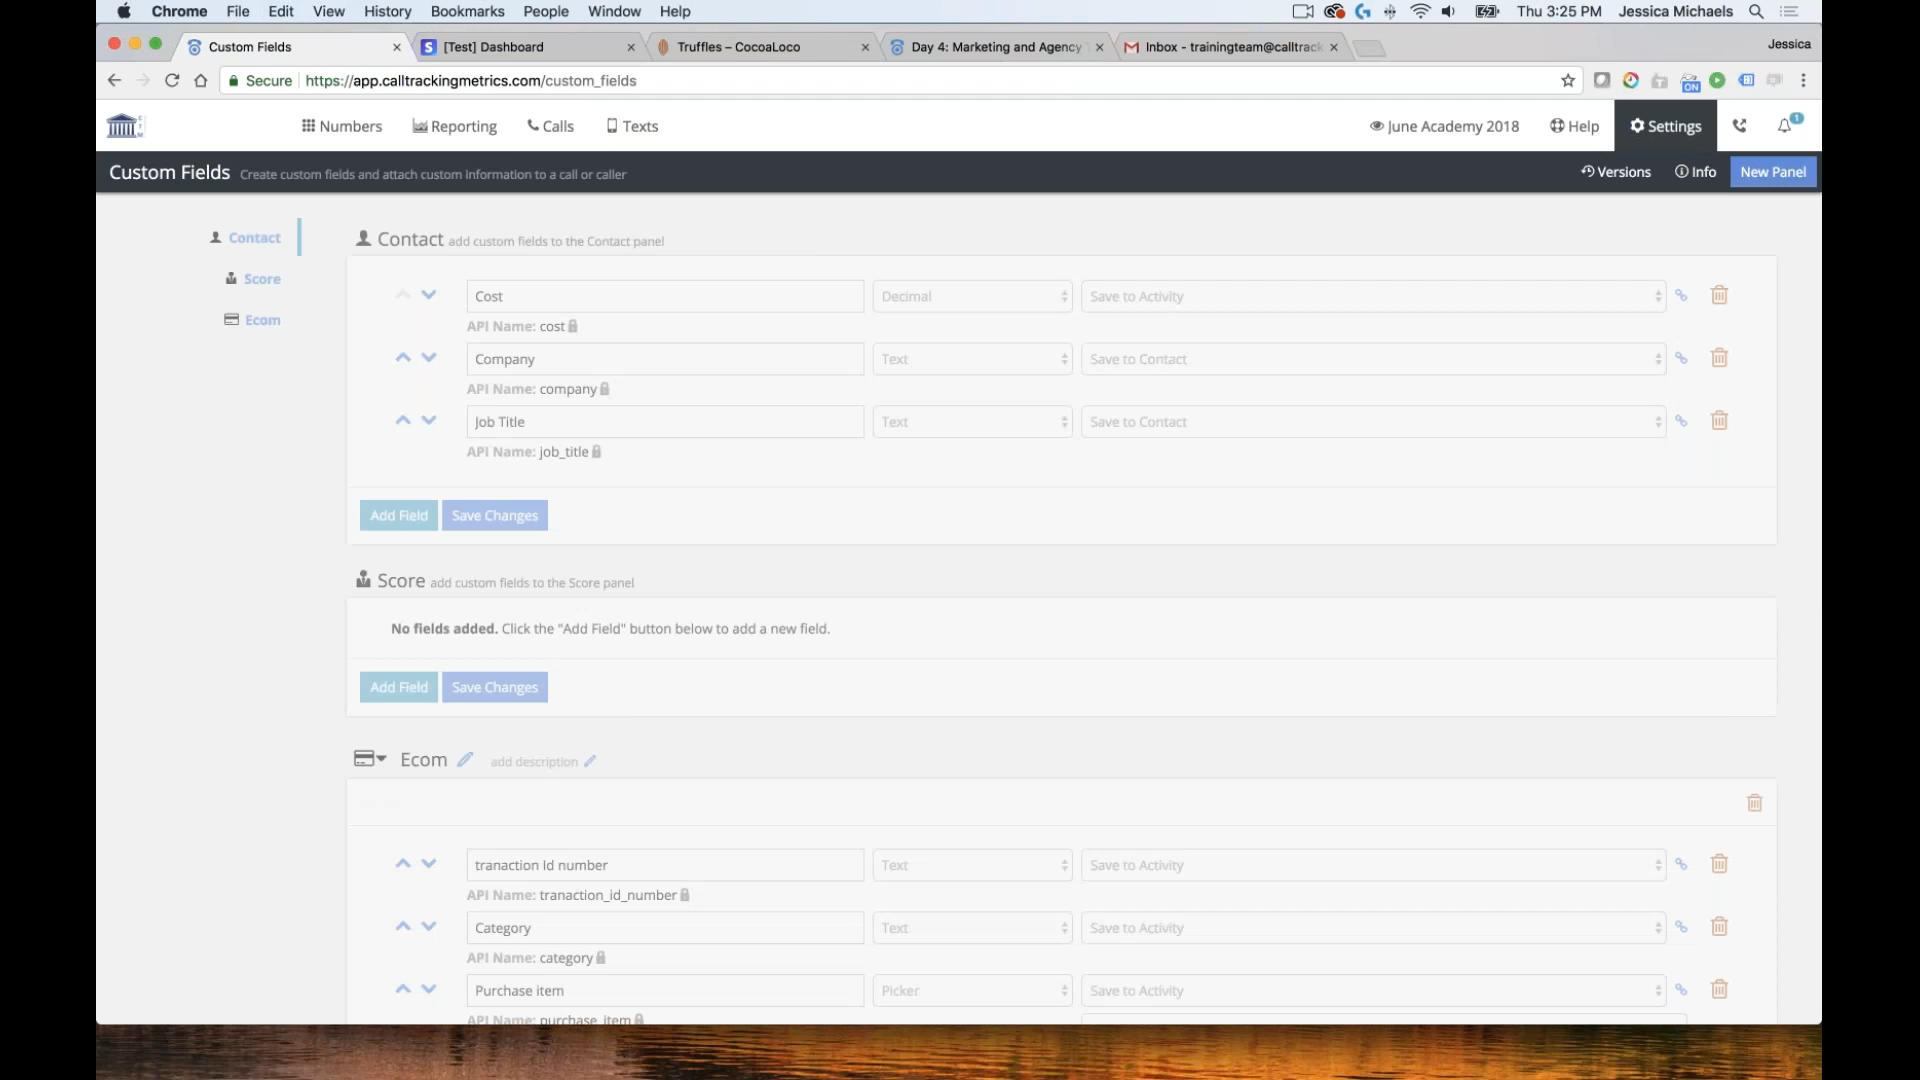 Chrome File Edit View History Bookmarks People Window Help Thu 3:25 PM Jessica Michaels
Custom Fields [Test] Dashboard Truffles – CocoaLoco Day 4: Marketing and Agency Inbox - trainingteam@calltrack Jessica
Secure https://app.calltrackingmetrics.com/custom_fields ON
Numbers Reporting Calls Texts June Academy 2018 Help Settings 1
Custom Fields Create custom fields and attach custom information to a call or caller Versions Info New Panel
Contact
Score
Ecom
Contact add custom fields to the Contact panel
Cost Decimal Save to Activity
API Name: cost
Company Text Save to Contact
API Name: company
Job Title Text Save to Contact
API Name: job_title
Add Field Save Changes
Score add custom fields to the Score panel
No fields added. Click the "Add Field" button below to add a new field.
Add Field Save Changes
Ecom add description
tranaction Id number Text Save to Activity
API Name: tranaction_id_number
Category Text Save to Activity
API Name: category
Purchase item Picker Save to Activity
API Name: purchase_item